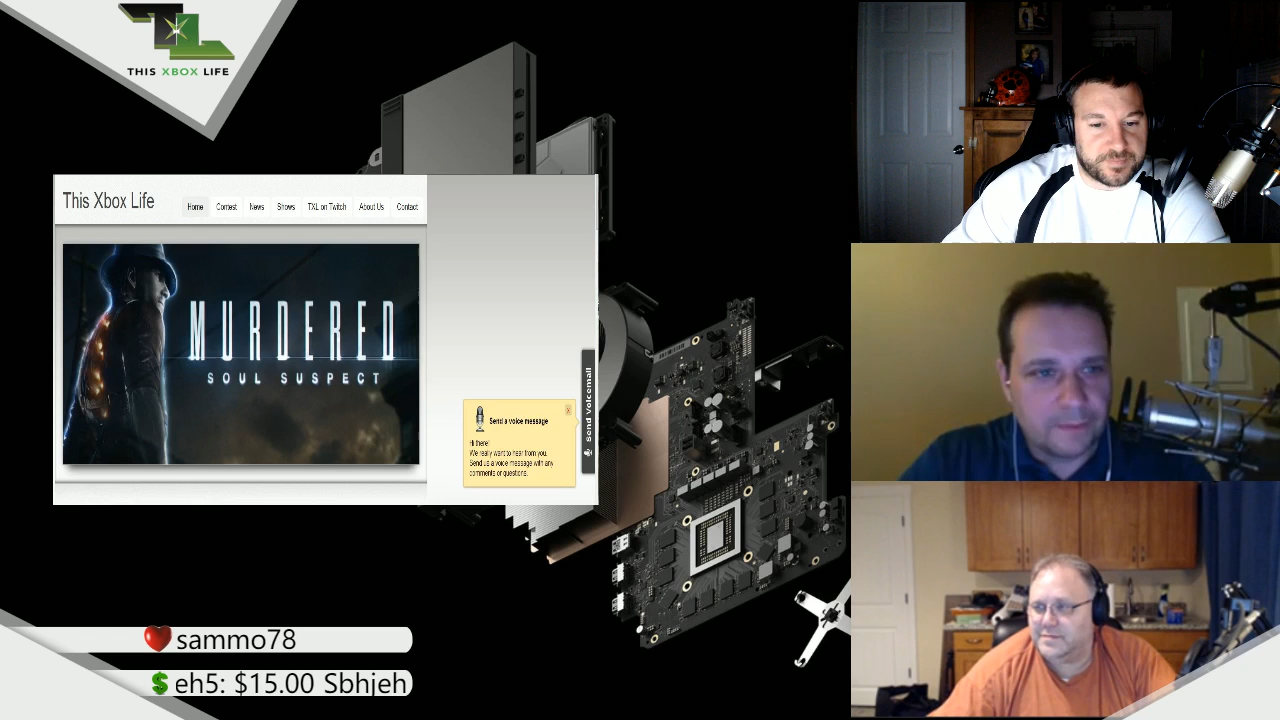 THIS XBOX LIFE
This Xbox Life
Home Contest News Shows TXL on Twitch About Us Contact
MURDERED
SOUL SUSPECT
Send a voice message
x
Hi there!
We really want to hear from you.
Send us a voice message with any
comments or questions.
Send Voicemail
sammo78
$ eh5: $15.00 Sbhjeh